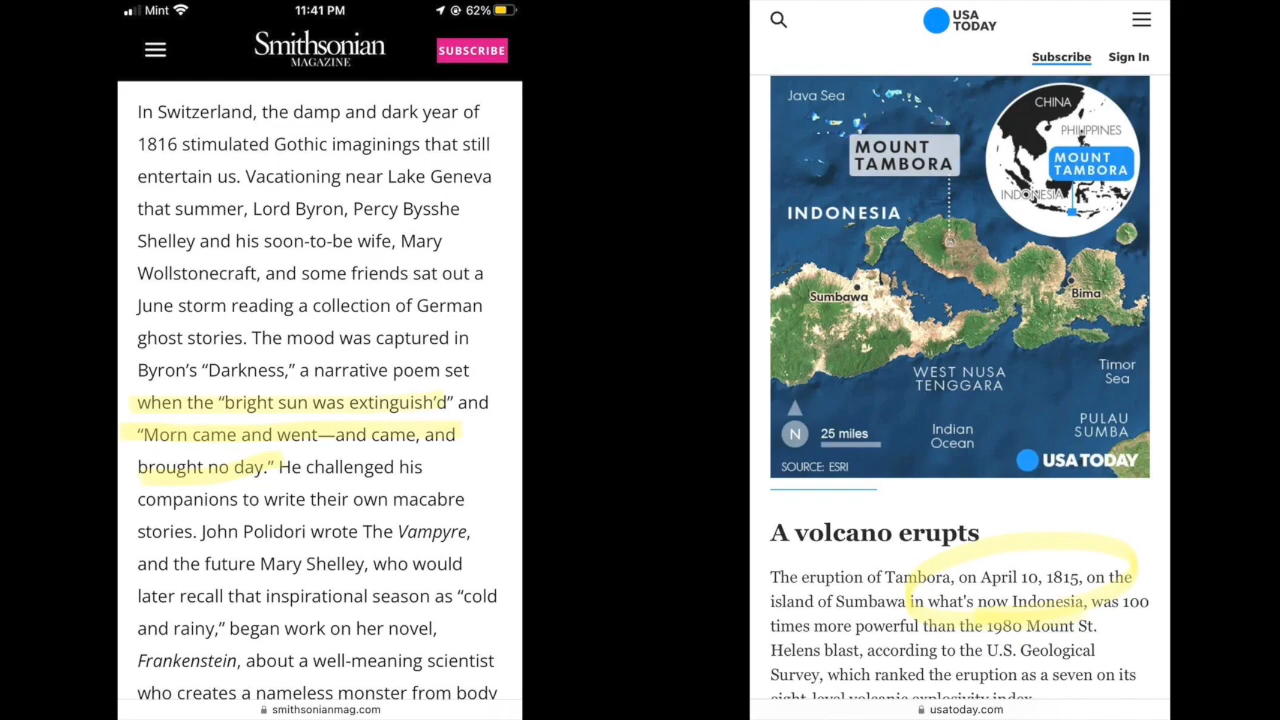 Mint
11:41 PM
62%
Smithsonian
MAGAZINE
SUBSCRIBE
In Switzerland, the damp and dark year of
1816 stimulated Gothic imaginings that still
entertain us. Vacationing near Lake Geneva
that summer, Lord Byron, Percy Bysshe
Shelley and his soon-to-be wife, Mary
Wollstonecraft, and some friends sat out a
June storm reading a collection of German
ghost stories. The mood was captured in
Byron’s “Darkness,” a narrative poem set
when the “bright sun was extinguish’d” and
“Morn came and went—and came, and
brought no day.” He challenged his
companions to write their own macabre
stories. John Polidori wrote The Vampyre,
and the future Mary Shelley, who would
later recall that inspirational season as “cold
and rainy,” began work on her novel,
Frankenstein, about a well-meaning scientist
who creates a nameless monster from body
smithsonianmag.com
USA
TODAY
Subscribe
Sign In
Java Sea
MOUNT
TAMBORA
CHINA
PHILIPPINES
MOUNT
TAMBORA
INDONESIA
INDONESIA
Sumbawa
Bima
WEST NUSA
TENGGARA
Timor
Sea
PULAU
SUMBA
N
25 miles
Indian
Ocean
SOURCE: ESRI
USA TODAY
A volcano erupts
The eruption of Tambora, on April 10, 1815, on the
island of Sumbawa in what's now Indonesia, was 100
times more powerful than the 1980 Mount St.
Helens blast, according to the U.S. Geological
Survey, which ranked the eruption as a seven on its
eight-level volcanic explosivity index.
usatoday.com